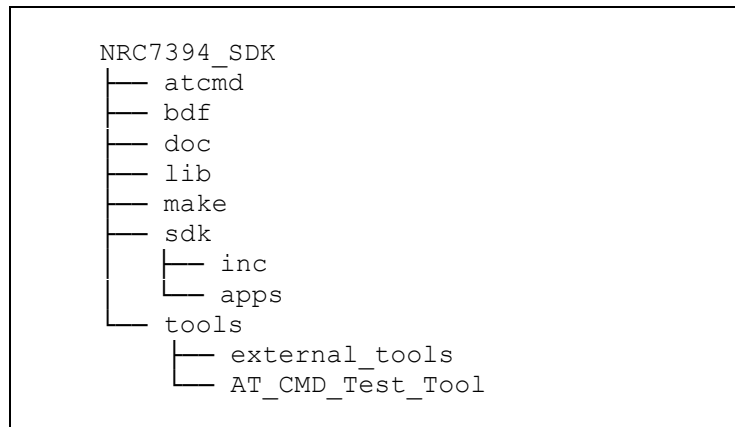 NRC7394_SDK
├── atcmd
├── bdf
├── doc
├── lib
├── make
├── sdk
│   ├── inc
│   └── apps
└── tools
    ├── external_tools
    └── AT_CMD_Test_Tool